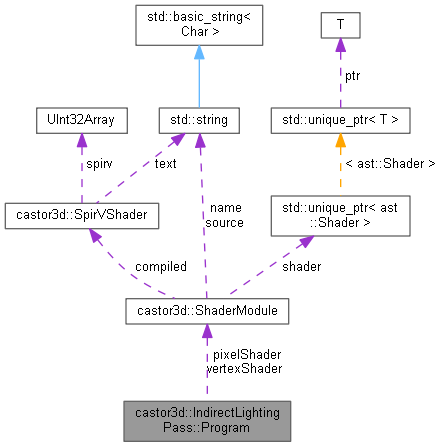 std::basic_string<
Char >
T
ptr
UInt32Array
std::string
std::unique_ptr< T >
spirv
text
< ast::Shader >
castor3d::SpirVShader
name
source
std::unique_ptr< ast
::Shader >
compiled
shader
castor3d::ShaderModule
pixelShader
vertexShader
castor3d::IndirectLighting
Pass::Program